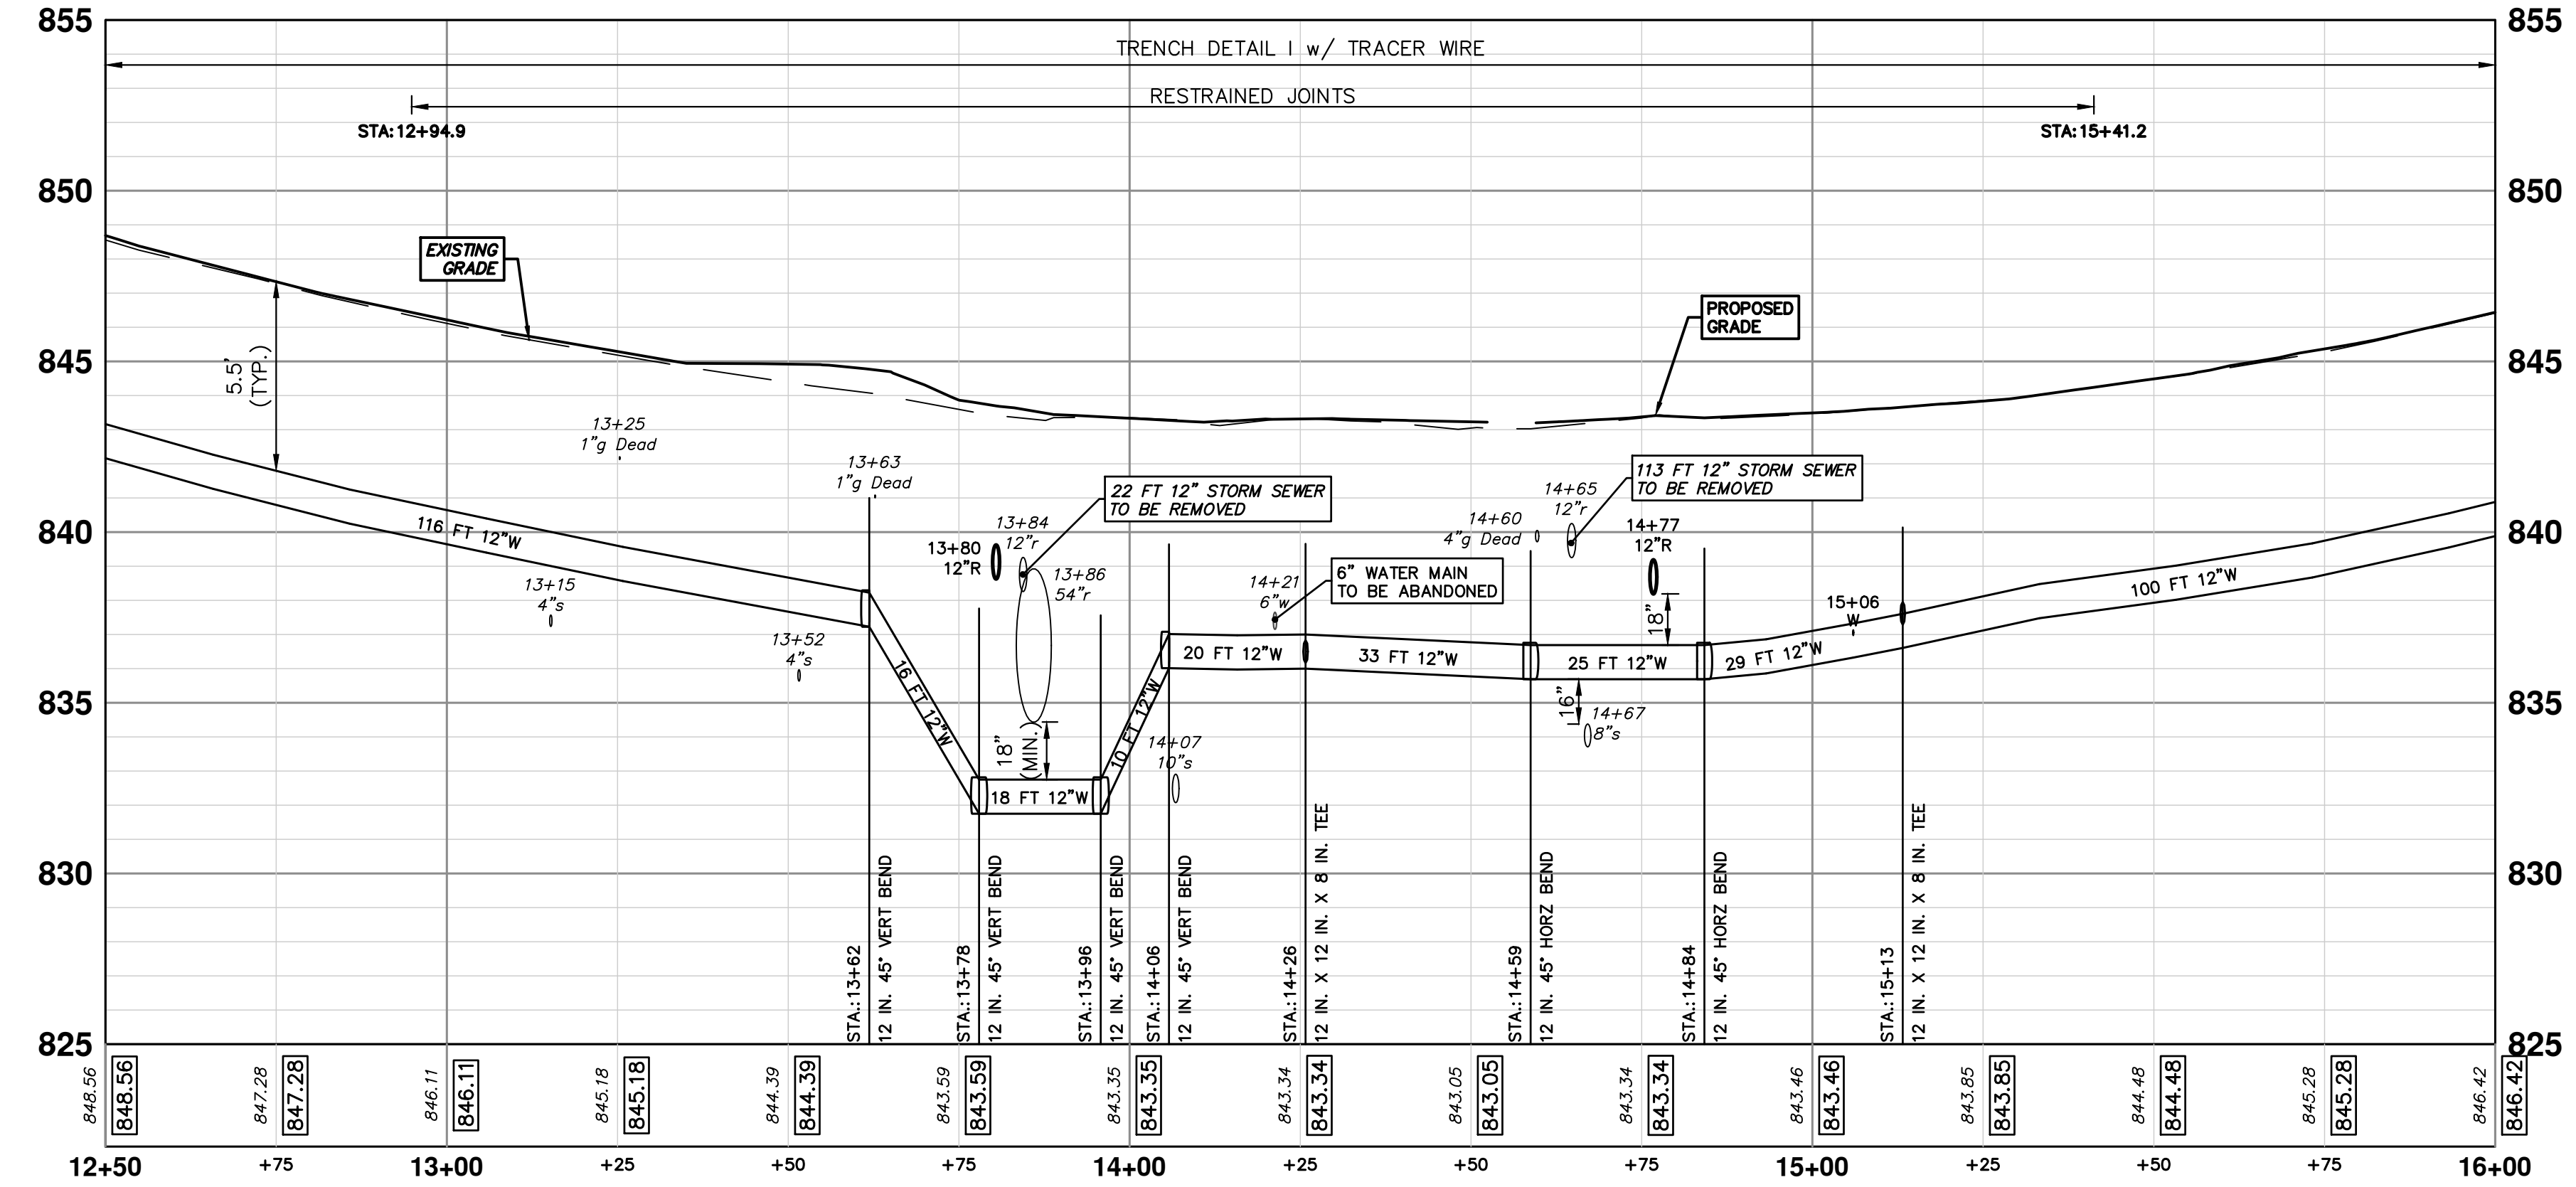 855
855
TRENCH DETAIL I w/ TRACER WIRE
RESTRAINED JOINTS
STA:12+94.9
STA:15+41.2
850
850
EXISTING
GRADE
PROPOSED
GRADE
845
845
5.5'
(TYP.)
13+25
1"g Dead
13+63
1"g Dead
22 FT 12" STORM SEWER
TO BE REMOVED
113 FT 12" STORM SEWER
TO BE REMOVED
14+65
12"r
14+60
4"g Dead
14+77
12"R
840
840
116 FT 12"W
13+84
12"r
13+80
12"R
13+86
54"r
6" WATER MAIN
TO BE ABANDONED
14+21
6"w
13+15
4"s
100 FT 12"W
15+06
W
18"
13+52
4"s
16 FT 12"W
20 FT 12"W
33 FT 12"W
25 FT 12"W
29 FT 12"W
835
835
16"
14+67
8"s
18"
(MIN.)
10 FT 12"W
14+07
10"s
18 FT 12"W
830
830
STA.:13+62
12 IN. 45° VERT BEND
STA.:13+78
12 IN. 45° VERT BEND
STA.:13+96
12 IN. 45° VERT BEND
STA.:14+06
12 IN. 45° VERT BEND
STA.:14+26
12 IN. X 12 IN. X 8 IN. TEE
STA.:14+59
12 IN. 45° HORZ BEND
STA.:14+84
12 IN. 45° HORZ BEND
STA.:15+13
12 IN. X 12 IN. X 8 IN. TEE
825
825
848.56
848.56
847.28
847.28
846.11
846.11
845.18
845.18
844.39
844.39
843.59
843.59
843.35
843.35
843.34
843.34
843.05
843.05
843.34
843.34
843.46
843.46
843.85
843.85
844.48
844.48
845.28
845.28
846.42
846.42
12+50
+75
13+00
+25
+50
+75
14+00
+25
+50
+75
15+00
+25
+50
+75
16+00